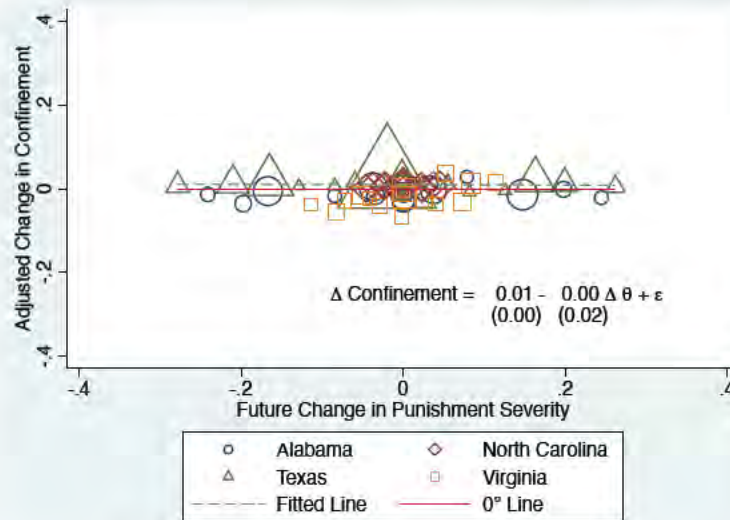 .4
.2
0
-.2
-.4
Adjusted Change in Confinement
Δ Confinement = 0.01 - 0.00 Δ θ + ε
(0.00) (0.02)
-.4 -.2 0 .2 .4
Future Change in Punishment Severity
Alabama North Carolina
Texas Virginia
Fitted Line 0° Line